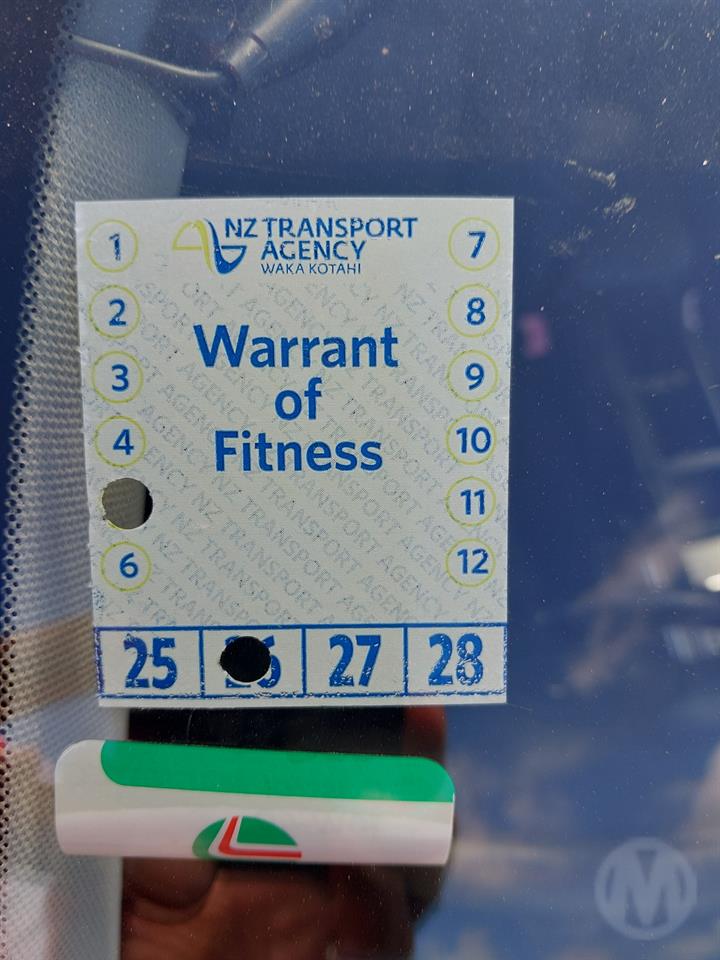 NZ TRANSPORT
AGENCY
WAKA KOTAHI
1
2
3
4
6
7
8
9
10
11
12
Warrant
of
Fitness
25 26 27 28
M